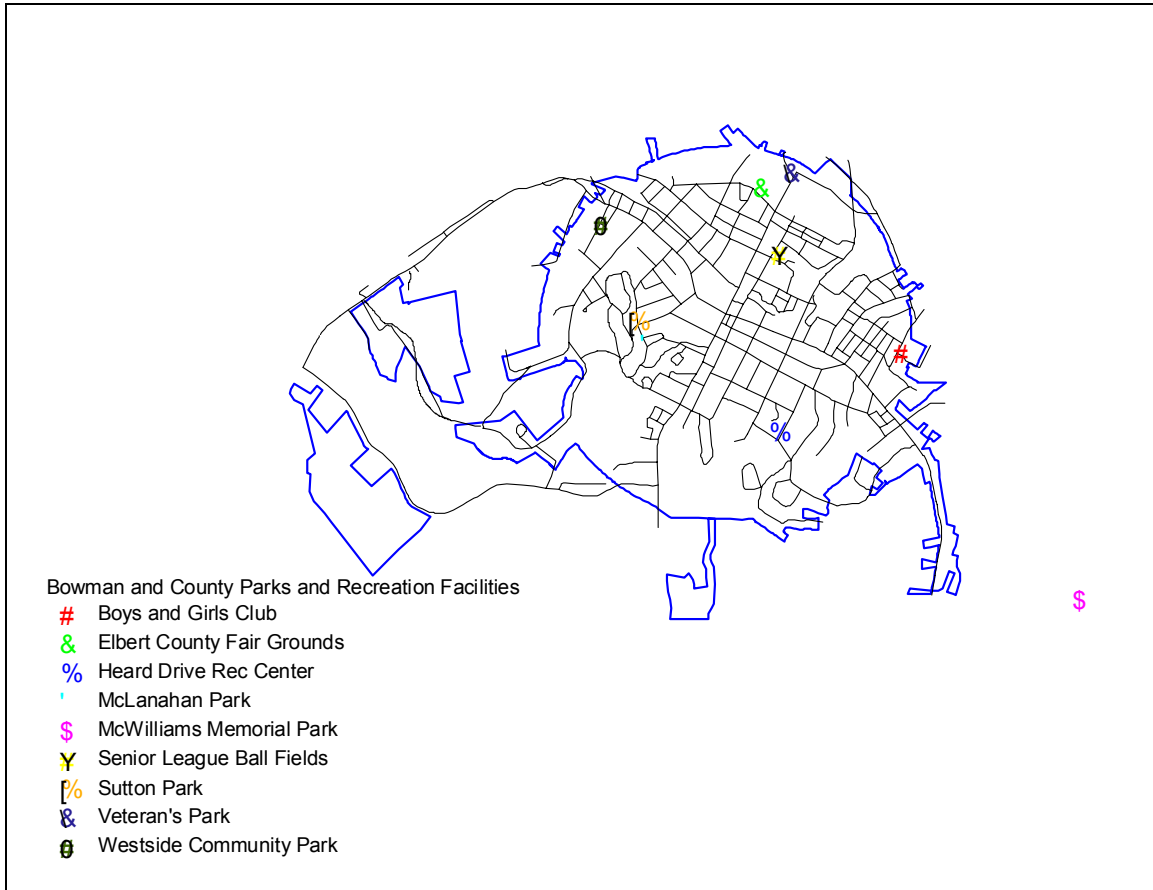 Bowman and County Parks and Recreation Facilities
# Boys and Girls Club
& Elbert County Fair Grounds
% Heard Drive Rec Center
' McLanahan Park
$ McWilliams Memorial Park
Y Senior League Ball Fields
[% Sutton Park
& Veteran's Park
Westside Community Park